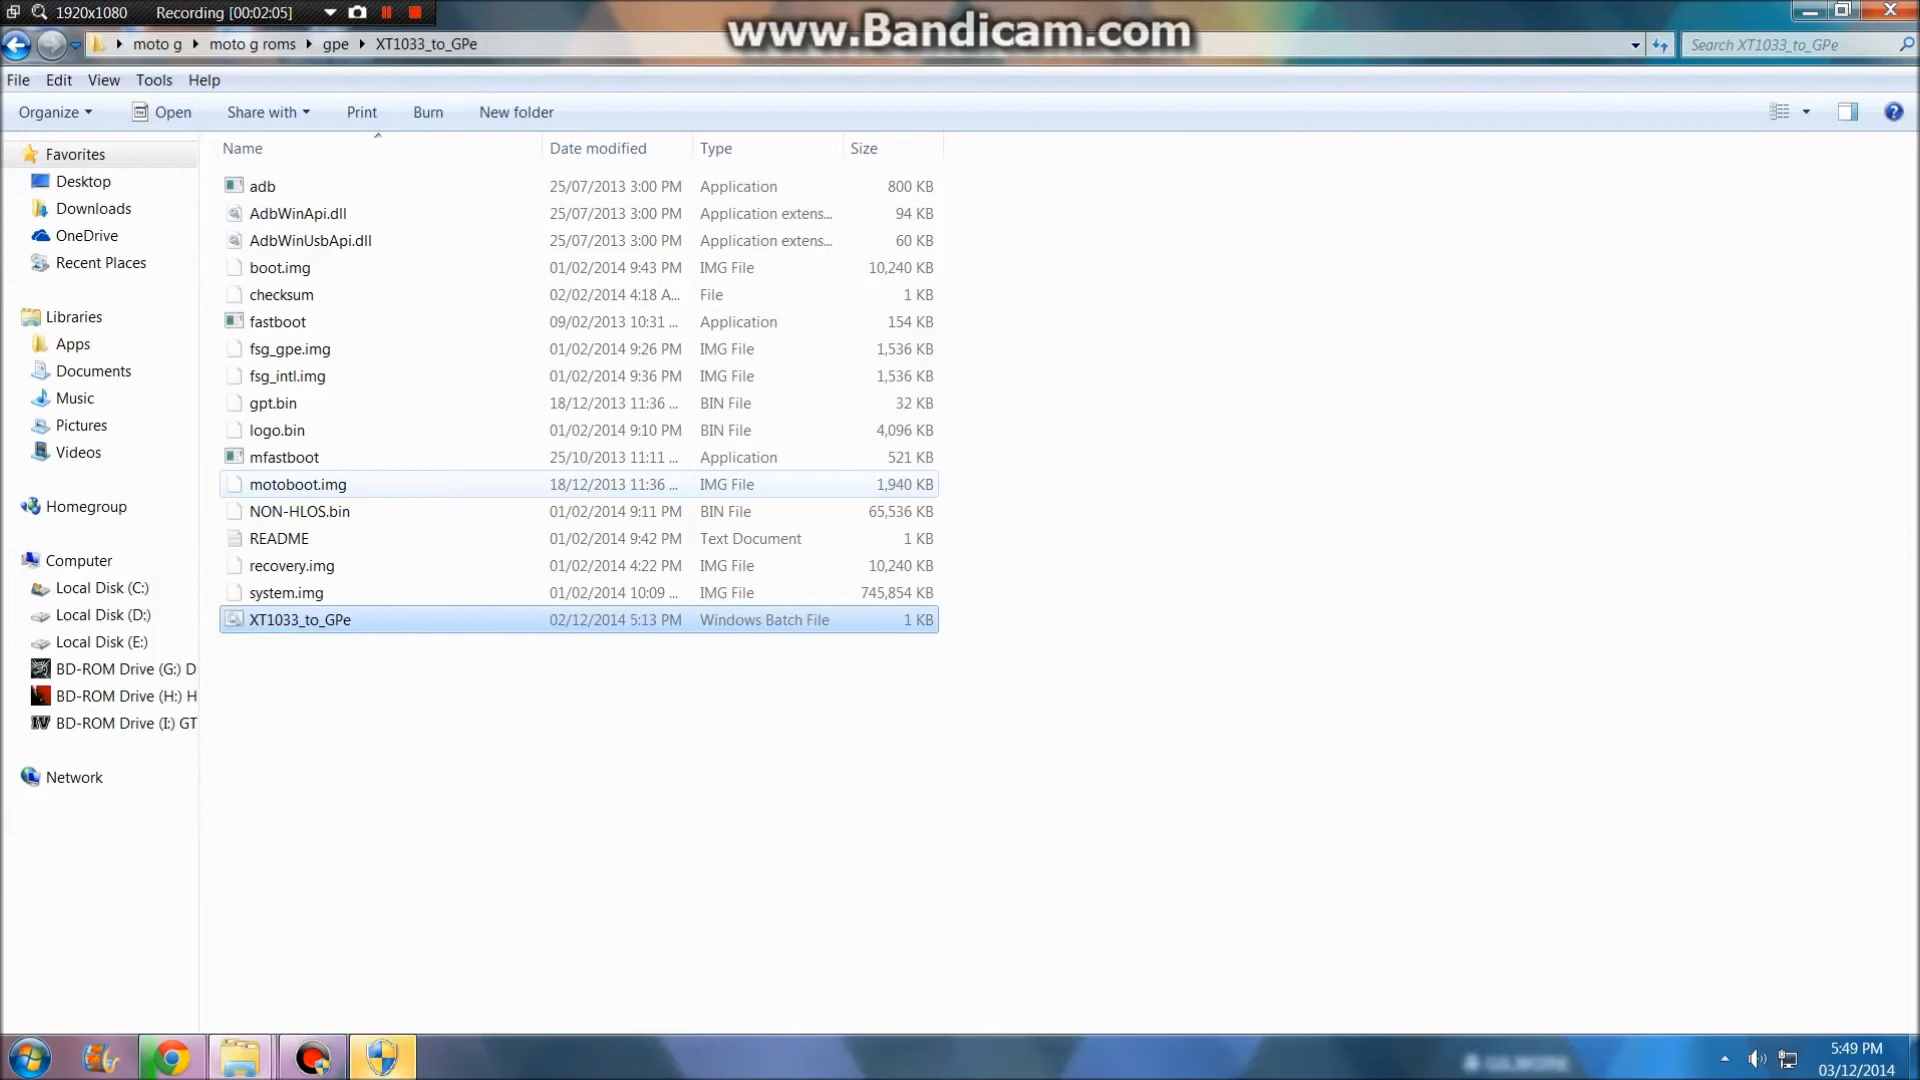 1920x1080 Recording [00:02:05]
www.Bandicam.com
moto g moto g roms gpe XT1033_to_GPe Search XT1033_to_GPe
File Edit View Tools Help
Organize Open Share with Print Burn New folder
Name Date modified Type Size
Favorites
Desktop
Downloads
OneDrive
Recent Places
Libraries
Apps
Documents
Music
Pictures
Videos
Homegroup
Computer
Local Disk (C:)
Local Disk (D:)
Local Disk (E:)
BD-ROM Drive (G:) D
BD-ROM Drive (H:) H
BD-ROM Drive (I:) GT
Network
adb 25/07/2013 3:00 PM Application 800 KB
AdbWinApi.dll 25/07/2013 3:00 PM Application extens... 94 KB
AdbWinUsbApi.dll 25/07/2013 3:00 PM Application extens... 60 KB
boot.img 01/02/2014 9:43 PM IMG File 10,240 KB
checksum 02/02/2014 4:18 A... File 1 KB
fastboot 09/02/2013 10:31 ... Application 154 KB
fsg_gpe.img 01/02/2014 9:26 PM IMG File 1,536 KB
fsg_intl.img 01/02/2014 9:36 PM IMG File 1,536 KB
gpt.bin 18/12/2013 11:36 ... BIN File 32 KB
logo.bin 01/02/2014 9:10 PM BIN File 4,096 KB
mfastboot 25/10/2013 11:11 ... Application 521 KB
motoboot.img 18/12/2013 11:36 ... IMG File 1,940 KB
NON-HLOS.bin 01/02/2014 9:11 PM BIN File 65,536 KB
README 01/02/2014 9:42 PM Text Document 1 KB
recovery.img 01/02/2014 4:22 PM IMG File 10,240 KB
system.img 01/02/2014 10:09 ... IMG File 745,854 KB
XT1033_to_GPe 02/12/2014 5:13 PM Windows Batch File 1 KB
5:49 PM
03/12/2014